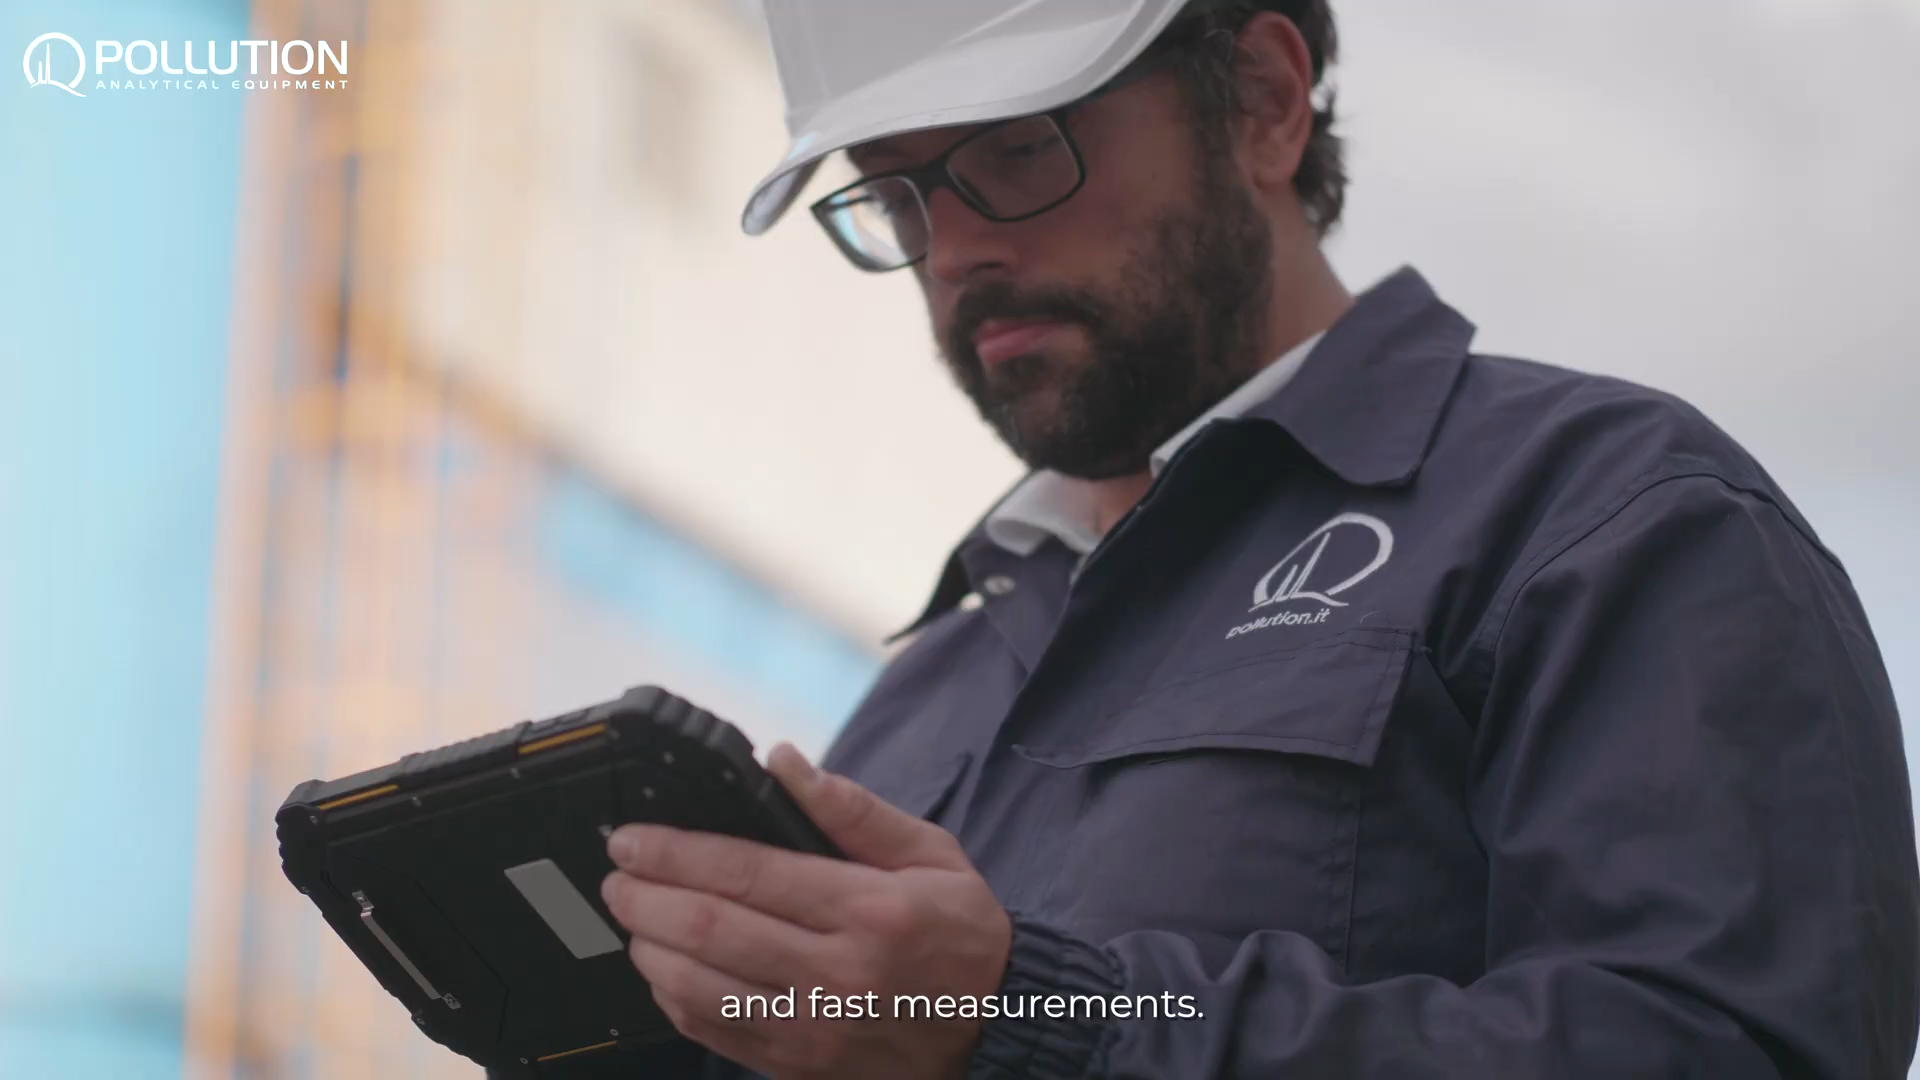 POLLUTION
ANALYTICAL EQUIPMENT
pollution.it
and fast measurements.